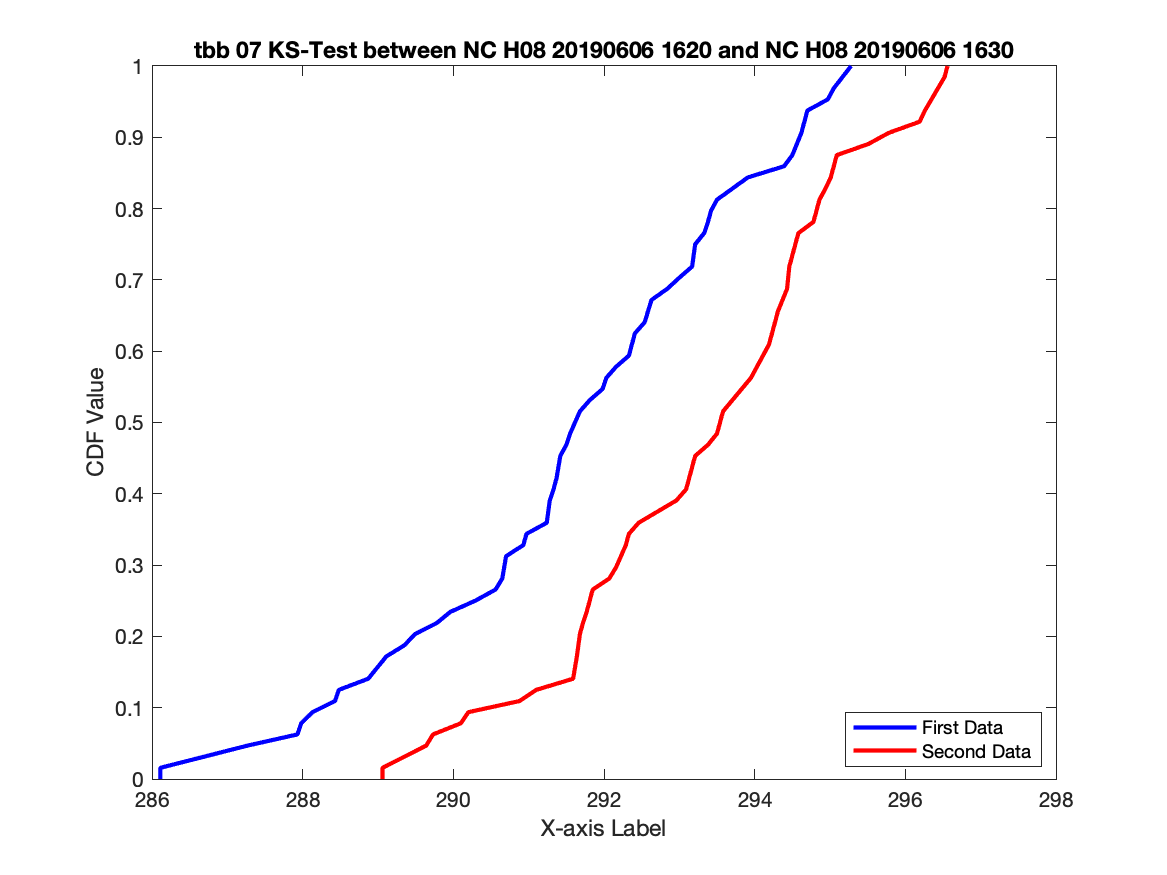 tbb 07 KS-Test between NC H08 20190606 1620 and NC H08 20190606 1630
1
0.9
0.8
0.7
0.6
0.5
0.4
0.3
0.2
0.1
0
CDF Value
First Data
Second Data
286 288 290 292 294 296 298
X-axis Label